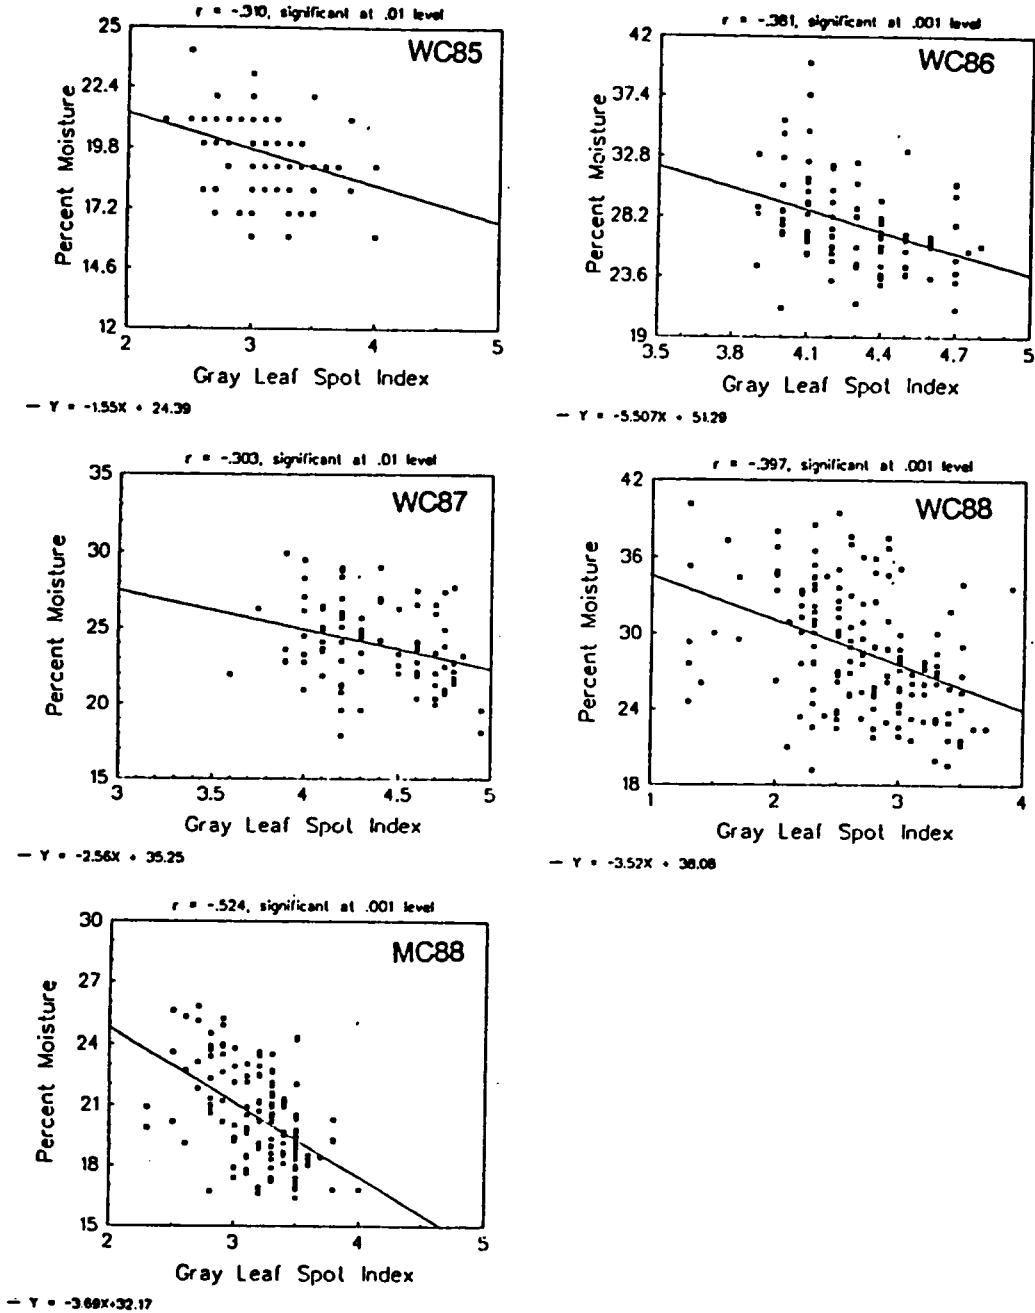 r = -.310, significant at .01 level
WC85
Percent Moisture
25
22.4
19.8
17.2
14.6
12
2 3 4 5
Gray Leaf Spot Index
— Y = -1.55X + 24.39
r = -.381, significant at .001 level
WC86
Percent Moisture
42
37.4
32.8
28.2
23.6
19
3.5 3.8 4.1 4.4 4.7 5
Gray Leaf Spot Index
— Y = -5.507X + 51.29
r = -.303, significant at .01 level
WC87
Percent Moisture
35
30
25
20
15
3 3.5 4 4.5 5
Gray Leaf Spot Index
— Y = -2.56X + 35.25
r = -.397, significant at .001 level
WC88
Percent Moisture
42
36
30
24
18
1 2 3 4
Gray Leaf Spot Index
— Y = -3.52X + 38.08
r = -.524, significant at .001 level
MC88
Percent Moisture
30
27
24
21
18
15
2 3 4 5
Gray Leaf Spot Index
— Y = -3.69X+32.17